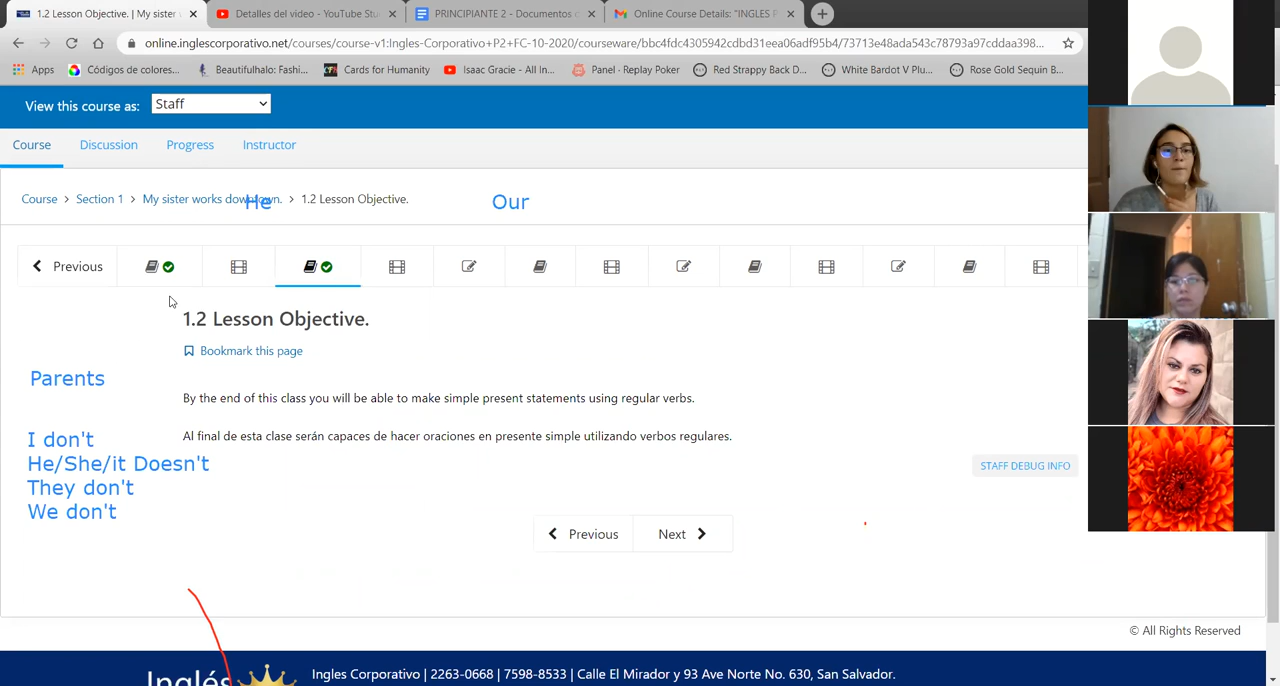 1.2 Lesson Objective. | My sister
Detalles del video - YouTube Stu
PRINCIPIANTE 2 - Documentos
Online Course Details: "INGLES P
online.inglescorporativo.net/courses/course-v1:Ingles-Corporativo+P2+FC-10-2020/courseware/bbc4fdc4305942cdbd31eea06adf95b4/73713e48ada543c78793a97cddaa398...
Apps
Códigos de colores...
Beautifulhalo: Fashi...
Cards for Humanity
Isaac Gracie - All In...
Panel · Replay Poker
Red Strappy Back D...
White Bardot V Plu...
Rose Gold Sequin B...
View this course as:
Staff
Course
Discussion
Progress
Instructor
Course > Section 1 > My sister works downtown. > 1.2 Lesson Objective.
He
Our
Previous
1.2 Lesson Objective.
Bookmark this page
Parents
By the end of this class you will be able to make simple present statements using regular verbs.
Al final de esta clase serán capaces de hacer oraciones en presente simple utilizando verbos regulares.
I don't
He/She/it Doesn't
They don't
We don't
STAFF DEBUG INFO
Previous
Next
© All Rights Reserved
Inglés
Ingles Corporativo | 2263-0668 | 7598-8533 | Calle El Mirador y 93 Ave Norte No. 630, San Salvador.